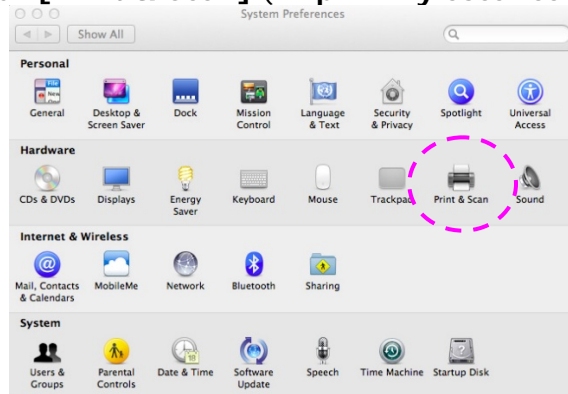 System Preferences
Show All
Personal
General
Desktop & Screen Saver
Dock
Mission Control
Language & Text
Security & Privacy
Spotlight
Universal Access
Hardware
CDs & DVDs
Displays
Energy Saver
Keyboard
Mouse
Trackpad
Print & Scan
Sound
Internet & Wireless
Mail, Contacts & Calendars
MobileMe
Network
Bluetooth
Sharing
System
Users & Groups
Parental Controls
Date & Time
Software Update
Speech
Time Machine
Startup Disk